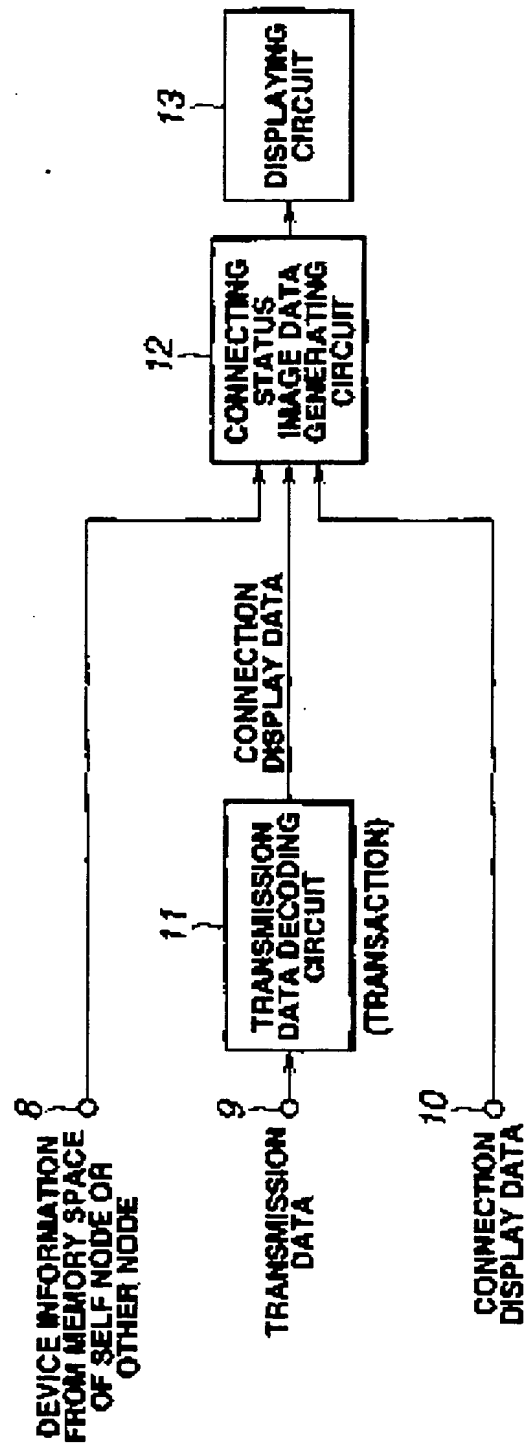 8
DEVICE INFORMATION
FROM MEMORY SPACE
OF SELF NODE OR
OTHER NODE
9
TRANSMISSION
DATA
10
CONNECTION
DISPLAY DATA
11
TRANSMISSION
DATA DECODING
CIRCUIT
(TRANSACTION)
CONNECTION
DISPLAY DATA
12
CONNECTING
STATUS
IMAGE DATA
GENERATING
CIRCUIT
13
DISPLAYING
CIRCUIT